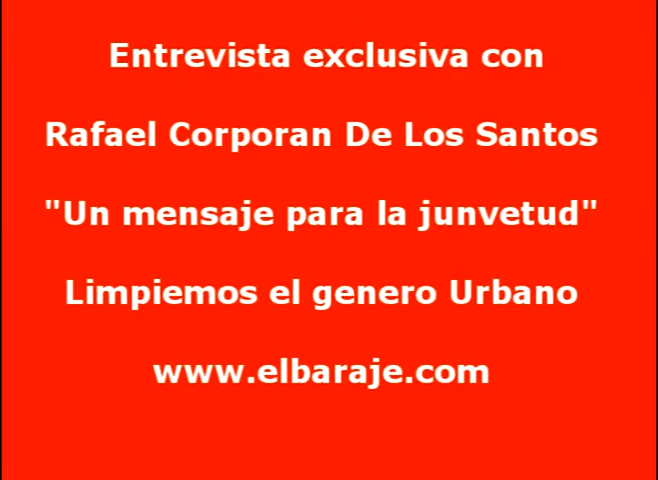 Entrevista exclusiva con
Rafael Corporan De Los Santos
"Un mensaje para la junvetud"
Limpiemos el genero Urbano
www.elbaraje.com